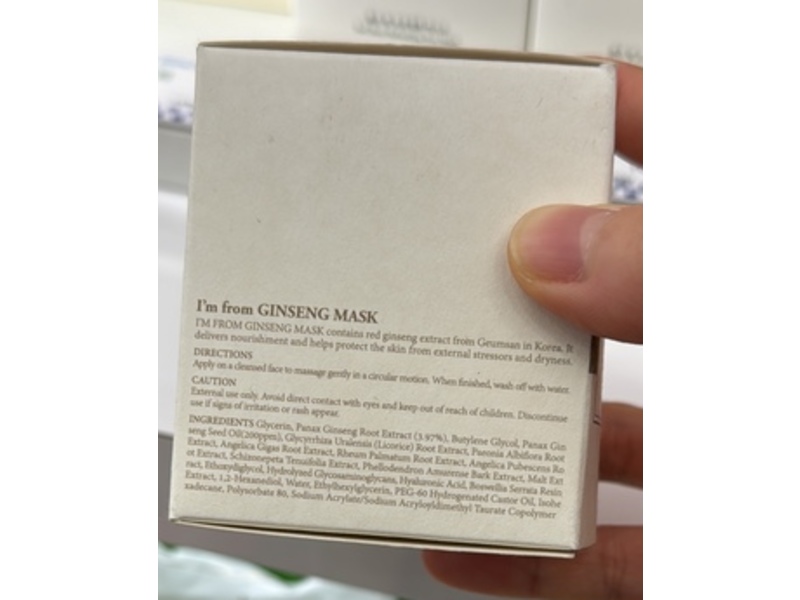 I'm from GINSENG MASK
I'M FROM GINSENG MASK contains red ginseng extract from Geumsan in Korea. It
delivers nourishment and helps protect the skin from external stressors and dryness.
DIRECTIONS
Apply on a cleansed face to massage gently in a circular motion. When finished, wash off with water.
CAUTION
External use only. Avoid direct contact with eyes and keep out of reach of children. Discontinue
use if signs of irritation or rash appear.
INGREDIENTS Glycerin, Panax Ginseng Root Extract (3.97%), Butylene Glycol, Panax Gin
seng Seed Oil(200ppm), Glycyrrhiza Uralensis (Licorice) Root Extract, Paeonia Albiflora Root
Extract, Angelica Gigas Root Extract, Rheum Palmatum Root Extract, Angelica Pubescens Ro
ot Extract, Schizonepeta Tenuifolia Extract, Phellodendron Amurense Bark Extract, Malt Ext
ract, Ethoxydiglycol, Hydrolyzed Glycosaminoglycans, Hyaluronic Acid, Boswellia Serrata Resin
Extract, 1,2-Hexanediol, Water, Ethylhexylglycerin, PEG-60 Hydrogenated Castor Oil, Isohe
xadecane, Polysorbate 80, Sodium Acrylate/Sodium Acryloyldimethyl Taurate Copolymer